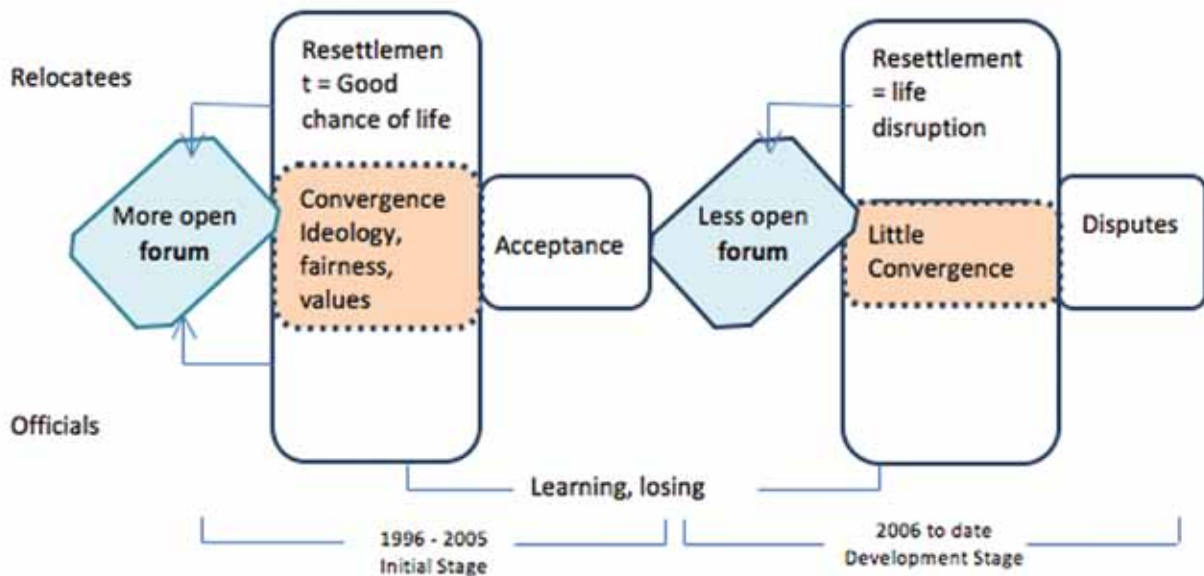 Relocatees
Resettlemen
t = Good
chance of life
More open
forum
Convergence
Ideology,
fairness,
values
Acceptance
Officials
Resettlement
= life
disruption
Less open
forum
Little
Convergence
Disputes
Learning, losing
1996 - 2005
Initial Stage
2006 to date
Development Stage